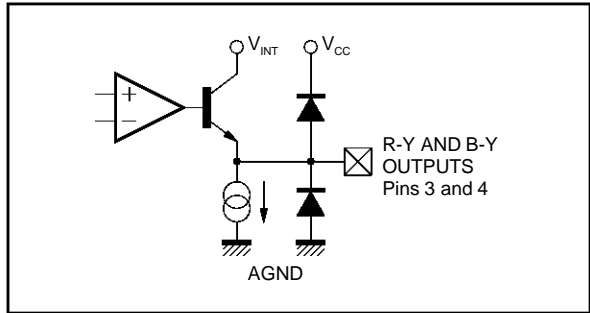 V_INT
V_CC
+
−
R-Y AND B-Y
OUTPUTS
Pins 3 and 4
AGND